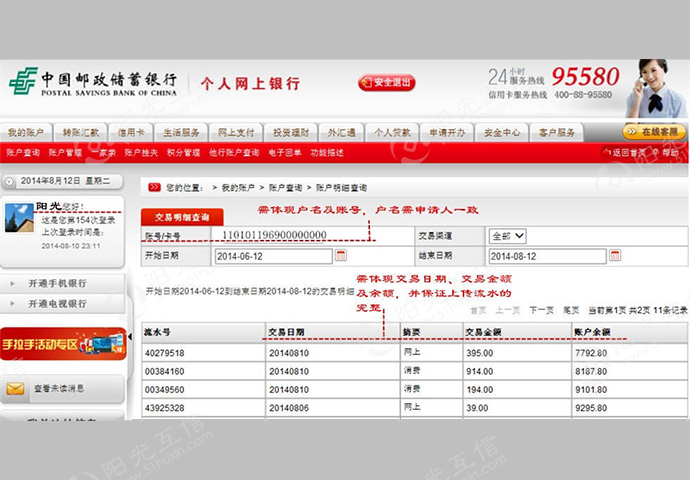 中国邮政储蓄银行
POSTAL SAVINGS BANK OF CHINA
个人网上银行
安全退出
24小时服务热线 95580
信用卡服务热线 400-88-95580
我的账户 转账汇款 信用卡 生活服务 网上支付 投资理财 外汇通 个人贷款 申请开办 安全中心 客户服务 在线客服
账户查询 账户管理 一家亲 账户挂失 积分管理 他行账户查询 电子回单 功能描述 返回首页 帮助
2014年8月12日 星期二
您的位置: > 我的账户 > 账户查询 > 账户明细查询
阳光您好!
这是您第154次登录
上次登录时间是:
2014-08-10 23:11
交易明细查询
需体现户名及账号,户名需申请人一致
账号/卡号 110101196900000000 交易渠道 全部
开始日期 2014-06-12 结束日期 2014-08-12
开通手机银行
开通电视银行
需体现交易日期、交易金额
及余额,并保证上传流水的
完整
开始日期2014-06-12到结束日期2014-08-12的交易明细
首页 上一页 下一页 尾页 当前第1页 共2页 11条记录
手拉手活动专区
查看未读消息
流水号 交易日期 摘要 交易金额 账户余额
40279518 20140810 网上 395.00 7792.80
00384160 20140810 消费 914.00 8187.80
00349560 20140810 消费 194.00 9101.80
43925328 20140806 网上 39.00 9295.80
阳光互信
www.51huxin.com